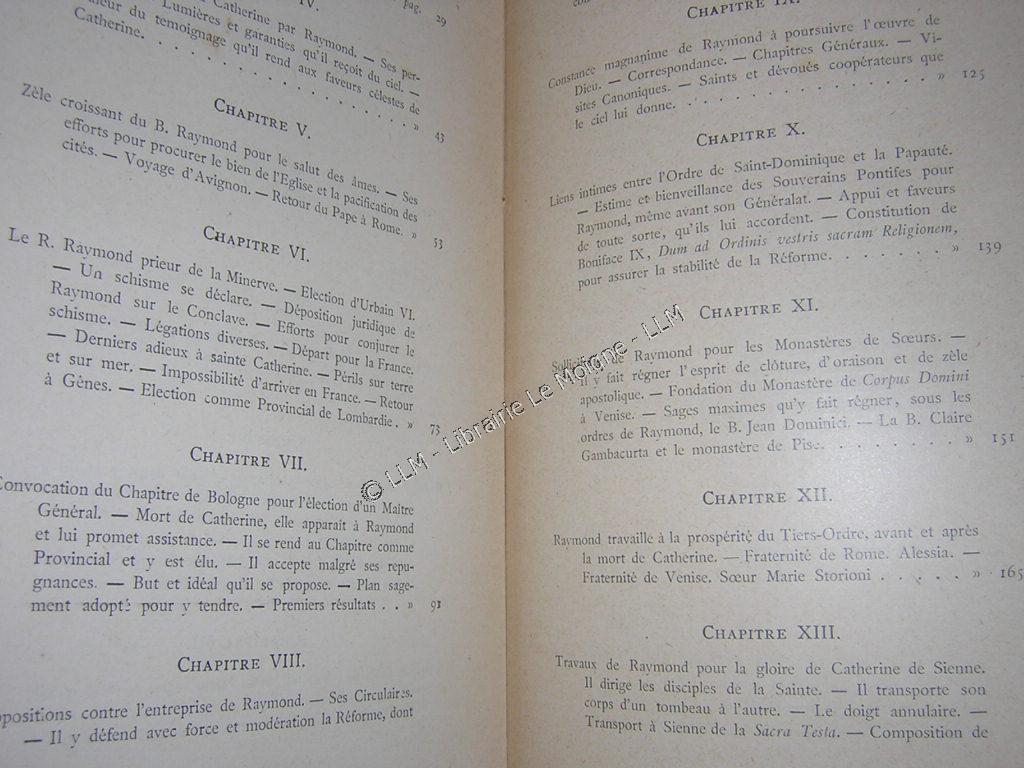 IV.
Catherine par Raymond. — Ses
Lumières et garanties qu'il reçoit du ciel. —
du temoignage qu'il rend aux faveurs célestes de
Catherine. . . . . . . . . . . . . »
pag. 29
43
CHAPITRE V.
Zèle croissant du B. Raymond pour le salut des âmes. — Ses
efforts pour procurer le bien de l'Eglise et la pacification des
cités. — Voyage d'Avignon. — Retour du Pape à Rome. » 53
CHAPITRE VI.
Le R. Raymond prieur de la Minerve. — Election d'Urbain VI.
— Un schisme se déclare. — Déposition juridique de
Raymond sur le Conclave. — Efforts pour conjurer le
schisme. — Légations diverses. — Départ pour la France.
— Derniers adieux à sainte Catherine. — Périls sur terre
et sur mer. — Impossibilité d'arriver en France. — Retour
à Gênes. — Election comme Provincial de Lombardie. . » 73
CHAPITRE VII.
Convocation du Chapitre de Bologne pour l'élection d'un Maître
Général. — Mort de Catherine, elle apparait à Raymond
et lui promet assistance. — Il se rend au Chapitre comme
Provincial et y est élu. — Il accepte malgré ses repu-
gnances. — But et idéal qu'il se propose. — Plan sage-
ment adopté pour y tendre. — Premiers résultats . . » 91
CHAPITRE VIII.
contre l'entreprise de Raymond. — Ses Circulaires.
— Il y défend avec force et modération la Réforme, dont
CHAPITRE IX.
Constance magnanime de Raymond à poursuivre l'œuvre de
Dieu. — Correspondance. — Chapitres Généraux. — Vi-
sites Canoniques. — Saints et dévoués coopérateurs que
le ciel lui donne. . . . . . . . . . . » 125
CHAPITRE X.
Liens intimes entre l'Ordre de Saint-Dominique et la Papauté.
— Estime et bienveillance des Souverains Pontifes pour
Raymond, même avant son Généralat. — Appui et faveurs
de toute sorte, qu'ils lui accordent. — Constitution de
Boniface IX, Dum ad Ordinis vestris sacram Religionem,
pour assurer la stabilité de la Réforme. . . . . . . » 139
CHAPITRE XI.
de Raymond pour les Monastères de Sœurs. —
Il y fait régner l'esprit de clôture, d'oraison et de zèle
apostolique. — Fondation du Monastère de Corpus Domini
à Venise. — Sages maximes qu'y fait régner, sous les
ordres de Raymond, le B. Jean Dominici. — La B. Claire
Gambacurta et le monastère de Pise. . . . . . . . » 151
CHAPITRE XII.
Raymond travaille à la prospérité du Tiers-Ordre, avant et après
la mort de Catherine. — Fraternité de Rome. Alessia. —
Fraternité de Venise. Sœur Marie Storioni . . . . . » 165
CHAPITRE XIII.
Travaux de Raymond pour la gloire de Catherine de Sienne.
Il dirige les disciples de la Sainte. — Il transporte son
corps d'un tombeau à l'autre. — Le doigt annulaire. —
Transport à Sienne de la Sacra Testa. — Composition de
© LLM - Librairie Le Moigne - LLM